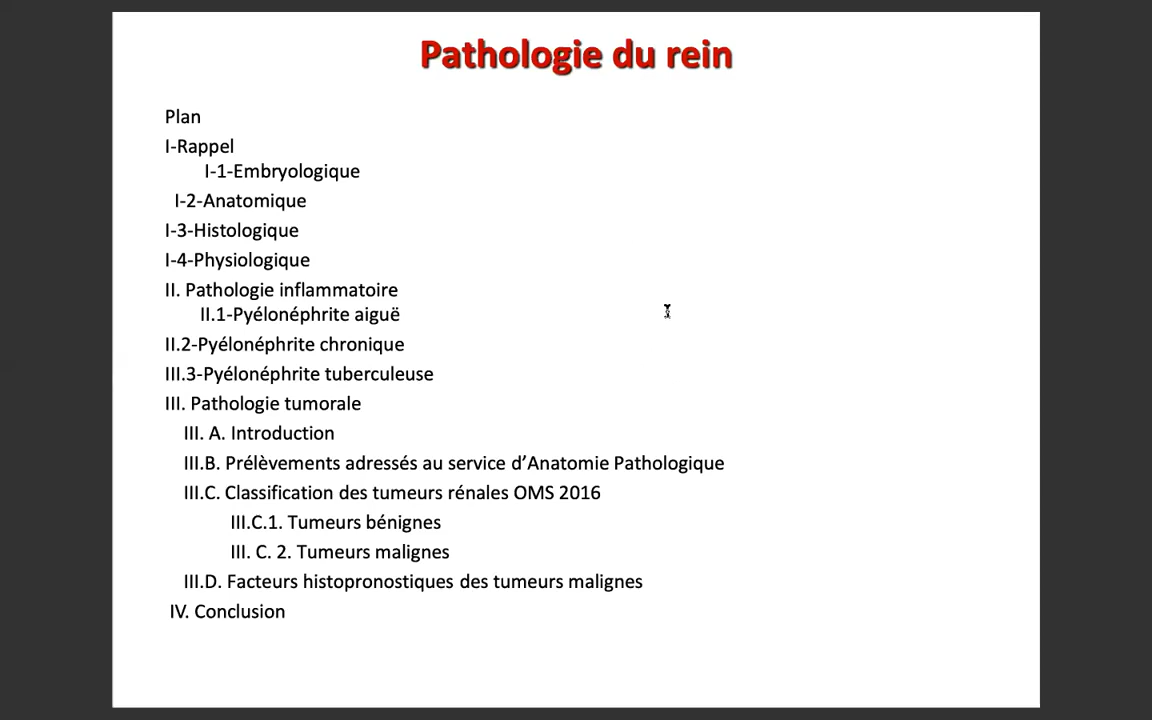 Pathologie du rein
Plan
I-Rappel
I-1-Embryologique
I-2-Anatomique
I-3-Histologique
I-4-Physiologique
II. Pathologie inflammatoire
II.1-Pyélonéphrite aiguë
II.2-Pyélonéphrite chronique
III.3-Pyélonéphrite tuberculeuse
III. Pathologie tumorale
III. A. Introduction
III.B. Prélèvements adressés au service d’Anatomie Pathologique
III.C. Classification des tumeurs rénales OMS 2016
III.C.1. Tumeurs bénignes
III. C. 2. Tumeurs malignes
III.D. Facteurs histopronostiques des tumeurs malignes
IV. Conclusion